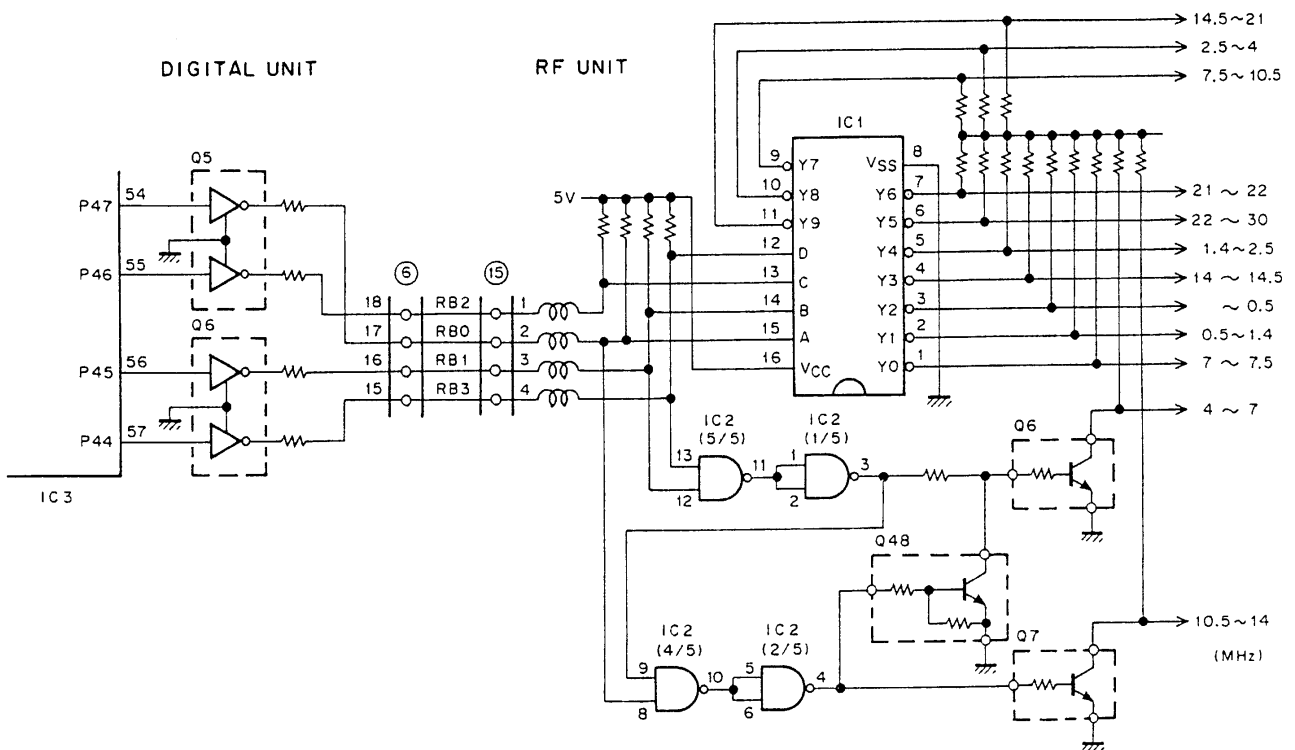 DIGITAL UNIT
RF UNIT
IC1
14.5~21
2.5~4
7.5~10.5
Q5
P47
54
P46
55
Q6
P45
56
P44
57
IC3
5V
6
15
18
RB2
1
17
RB0
2
16
RB1
3
15
RB3
4
9
Y7
10
Y8
11
Y9
12
D
13
C
14
B
15
A
16
VCC
VSS
8
Y6
7
Y5
6
Y4
5
Y3
4
Y2
3
Y1
2
Y0
1
21 ~ 22
22 ~ 30
1.4~2.5
14 ~ 14.5
~ 0.5
0.5~1.4
7 ~ 7.5
4 ~ 7
IC2
(5/5)
IC2
(1/5)
13
12
11
1
2
3
Q6
Q48
IC2
(4/5)
IC2
(2/5)
9
8
10
5
6
4
Q7
10.5~14
(MHz)